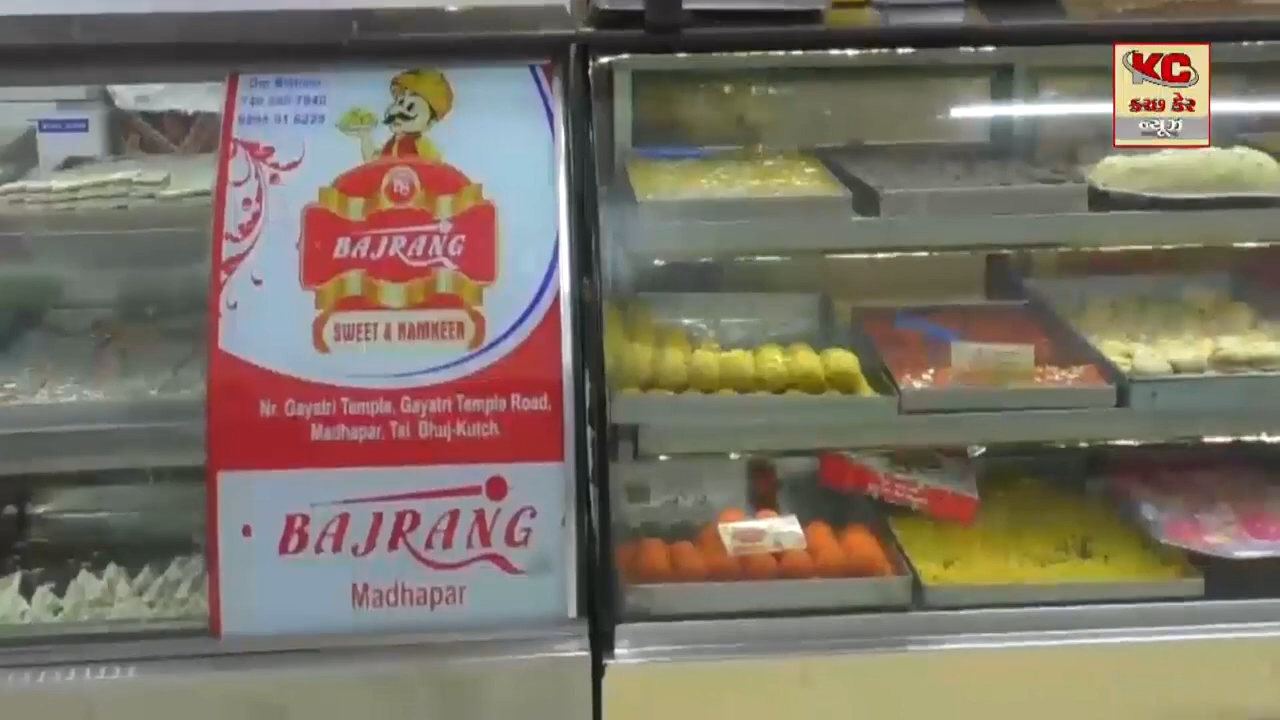 KC
કચ્છ કેર
ન્યૂઝ
BAJRANG
SWEET & NAMKEEN
Nr. Gayatri Temple, Gayatri Temple Road,
Madhapar, Tal. Bhuj-Kutch
BAJRANG
Madhapar